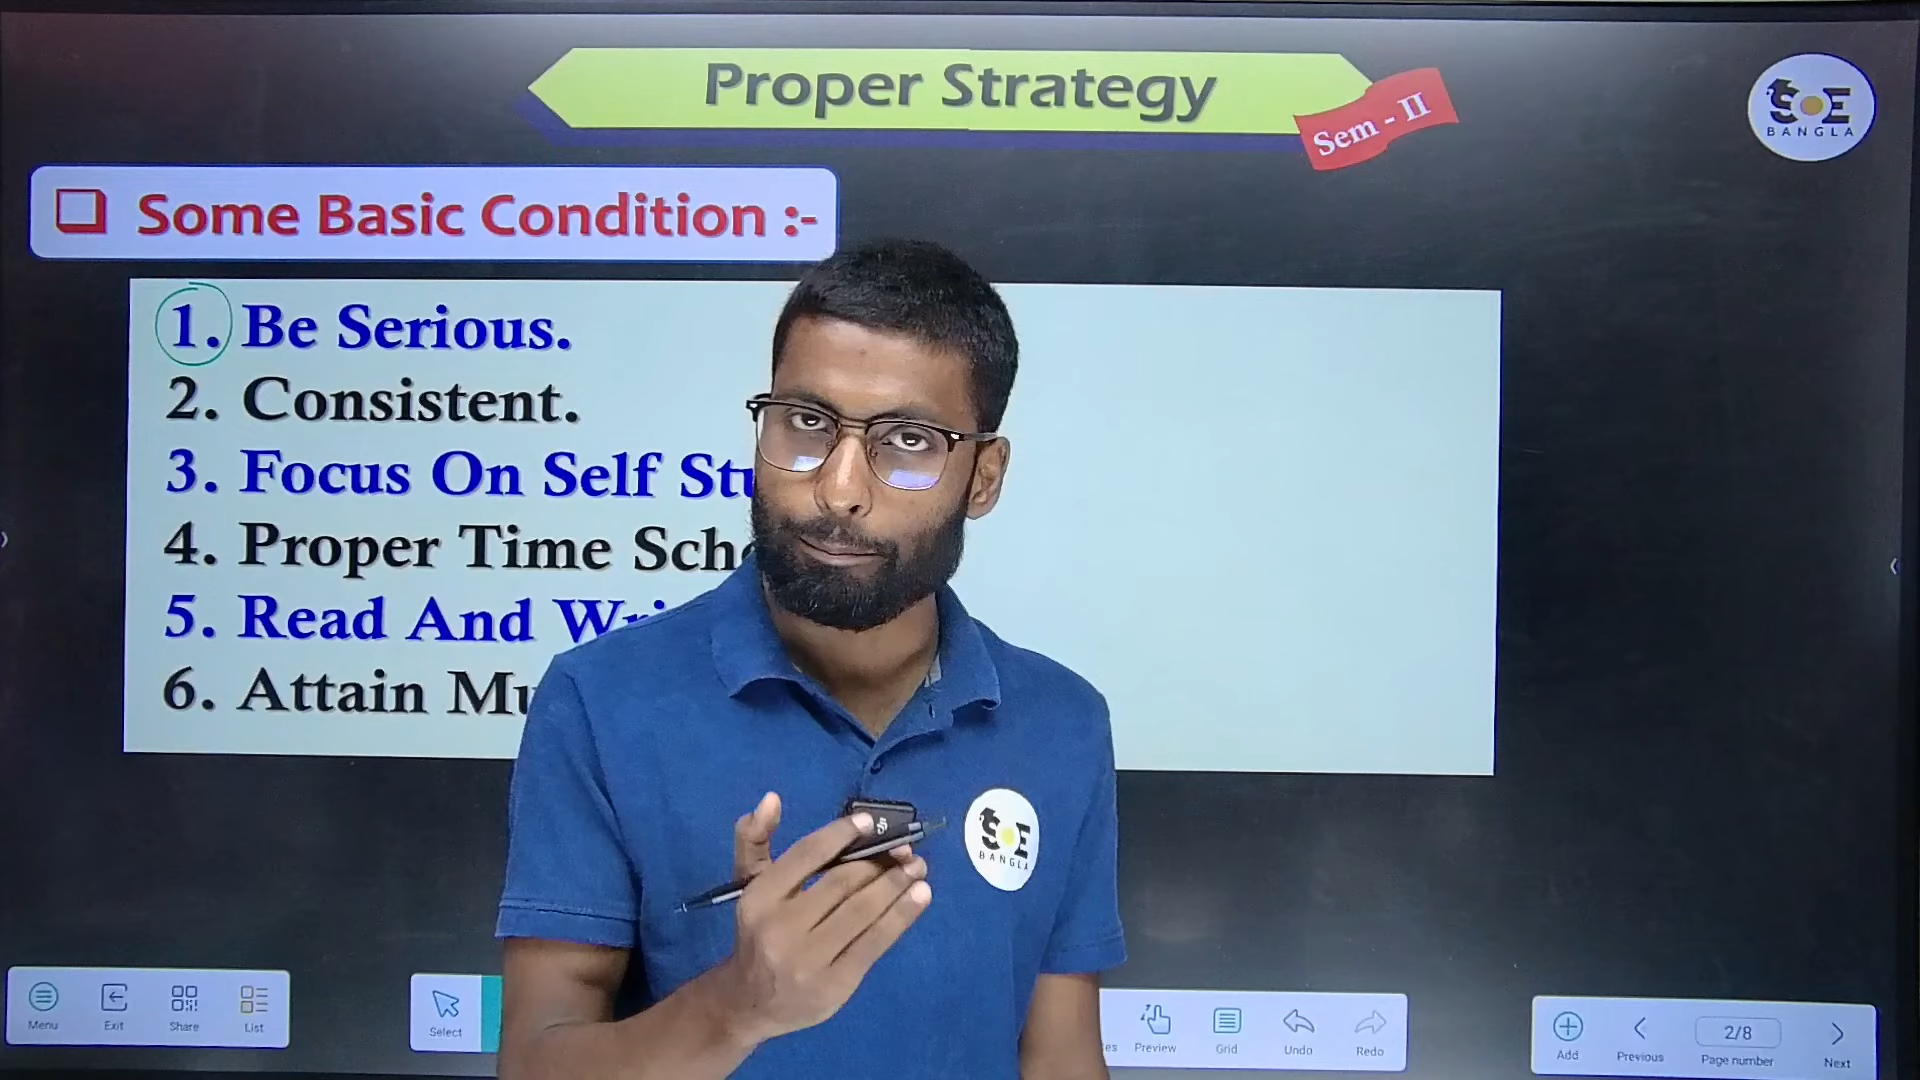 Proper Strategy
Sem - II
SOE
BANGLA
Some Basic Condition :-
1. Be Serious.
2. Consistent.
3. Focus On Self
4. Proper Time
5. Read And
6. Attain
SOE
BANGLA
Menu
Exit
Share
List
Select
Preview
Grid
Undo
Redo
Add
Previous
2/8
Page number
Next